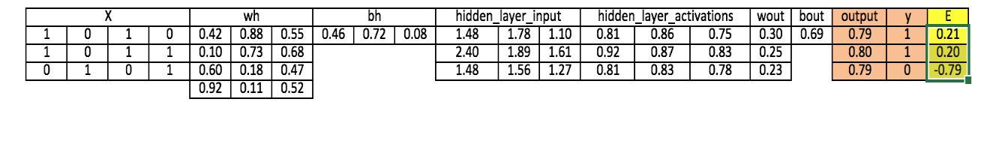 X wh bh hidden_layer_input hidden_layer_activations wout bout output y E
1 0 1 0 0.42 0.88 0.55 0.46 0.72 0.08 1.48 1.78 1.10 0.81 0.86 0.75 0.30 0.69 0.79 1 0.21
1 0 1 1 0.10 0.73 0.68 2.40 1.89 1.61 0.92 0.87 0.83 0.25 0.80 1 0.20
0 1 0 1 0.60 0.18 0.47 1.48 1.56 1.27 0.81 0.83 0.78 0.23 0.79 0 -0.79
0.92 0.11 0.52